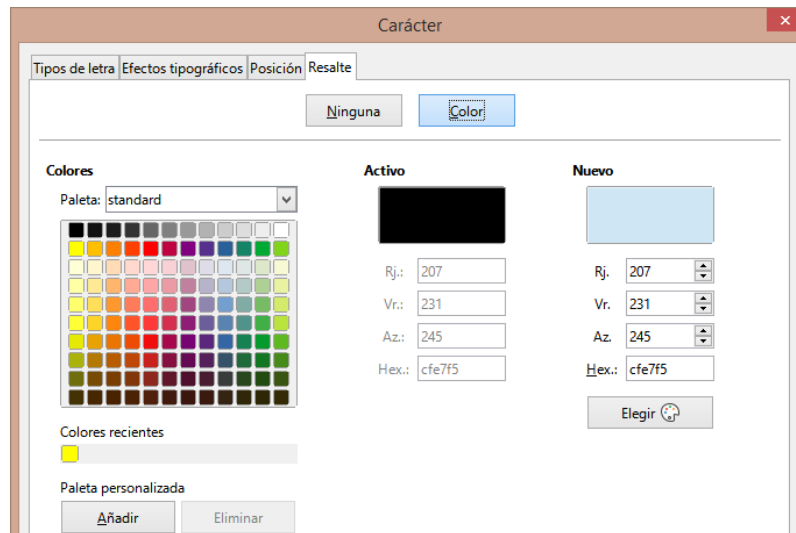 Carácter
Tipos de letra Efectos tipográficos Posición Resalte
Ninguna Color
Colores Activo Nuevo
Paleta: standard
Rj.: 207 Rj. 207
Vr.: 231 Vr. 231
Az.: 245 Az. 245
Hex.: cfe7f5 Hex.: cfe7f5
Elegir
Colores recientes
Paleta personalizada
Añadir Eliminar